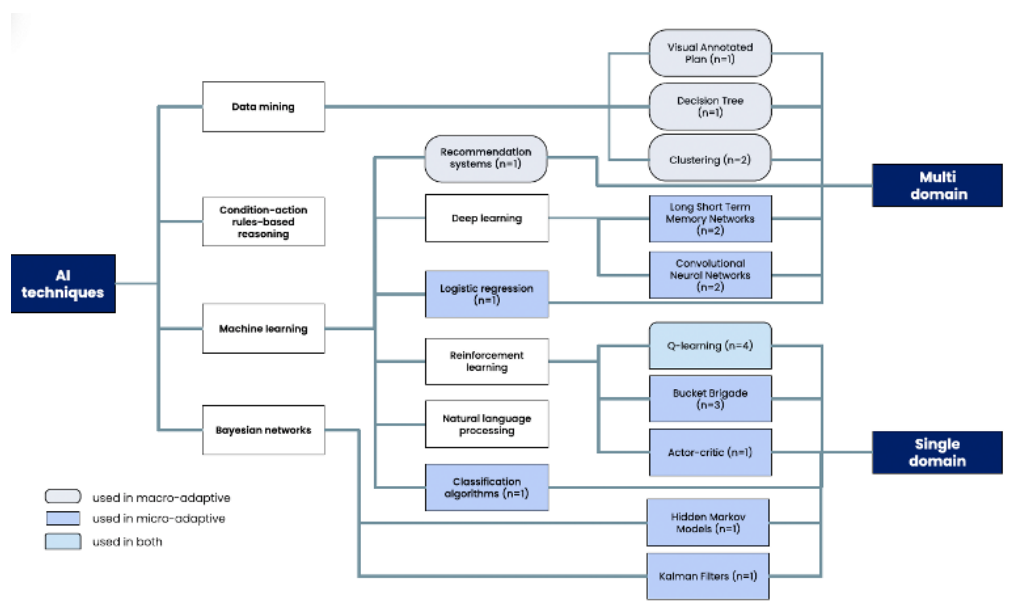 Visual Annotated
Plan (n=1)
Data mining
Decision Tree
(n=1)
Recommendation
systems (n=1)
Clustering (n=2)
Multi
domain
Condition-action
rules-based
reasoning
Deep learning
Long Short Term
Memory Networks
(n=2)
AI
techniques
Logistic regression
(n=1)
Convolutional
Neural Networks
(n=2)
Machine learning
Reinforcement
learning
Q-learning (n=4)
Bucket Brigade
(n=3)
Bayesian networks
Natural language
processing
Actor-critic (n=1)
Single
domain
Classification
algorithms (n=1)
used in macro-adaptive
used in micro-adaptive
used in both
Hidden Markov
Models (n=1)
Kalman Filters (n=1)